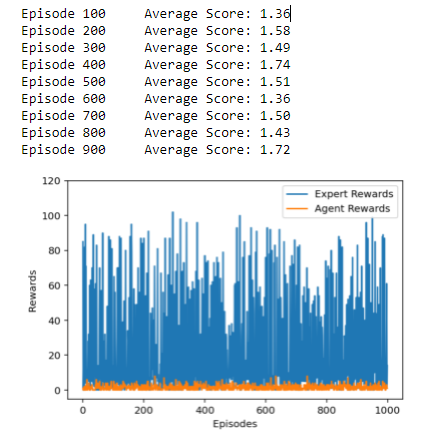 Episode 100 Average Score: 1.36
Episode 200 Average Score: 1.58
Episode 300 Average Score: 1.49
Episode 400 Average Score: 1.74
Episode 500 Average Score: 1.51
Episode 600 Average Score: 1.36
Episode 700 Average Score: 1.50
Episode 800 Average Score: 1.43
Episode 900 Average Score: 1.72
120
100
80
60
40
20
0
Rewards
Expert Rewards
Agent Rewards
0 200 400 600 800 1000
Episodes